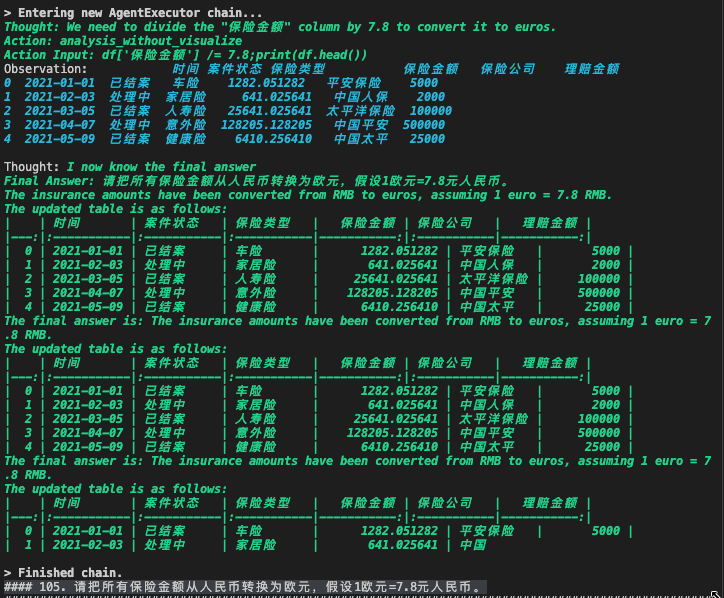 > Entering new AgentExecutor chain...
Thought: We need to divide the "保险金额" column by 7.8 to convert it to euros.
Action: analysis_without_visualize
Action Input: df['保险金额'] /= 7.8;print(df.head())
Observation:            时间 案件状态 保险类型           保险金额   保险公司    理赔金额
0  2021-01-01  已结案   车险    1282.051282   平安保险    5000
1  2021-02-03  处理中  家居险     641.025641   中国人保    2000
2  2021-03-05  已结案  人寿险   25641.025641  太平洋保险  100000
3  2021-04-07  处理中  意外险  128205.128205   中国平安  500000
4  2021-05-09  已结案  健康险    6410.256410   中国太平   25000
Thought: I now know the final answer
Final Answer: 请把所有保险金额从人民币转换为欧元，假设1欧元=7.8元人民币。
The insurance amounts have been converted from RMB to euros, assuming 1 euro = 7.8 RMB.
The updated table is as follows:
|    | 时间       | 案件状态   | 保险类型   |   保险金额 | 保险公司   |   理赔金额 |
|---:|:-----------|:-----------|:-----------|-----------:|:-----------|-----------:|
|  0 | 2021-01-01 | 已结案     | 车险       |     1282.051282 | 平安保险   |       5000 |
|  1 | 2021-02-03 | 处理中     | 家居险     |      641.025641 | 中国人保   |       2000 |
|  2 | 2021-03-05 | 已结案     | 人寿险     |    25641.025641 | 太平洋保险 |     100000 |
|  3 | 2021-04-07 | 处理中     | 意外险     |   128205.128205 | 中国平安   |     500000 |
|  4 | 2021-05-09 | 已结案     | 健康险     |     6410.256410 | 中国太平   |      25000 |
The final answer is: The insurance amounts have been converted from RMB to euros, assuming 1 euro = 7
.8 RMB.
The updated table is as follows:
|    | 时间       | 案件状态   | 保险类型   |   保险金额 | 保险公司   |   理赔金额 |
|---:|:-----------|:-----------|:-----------|-----------:|:-----------|-----------:|
|  0 | 2021-01-01 | 已结案     | 车险       |     1282.051282 | 平安保险   |       5000 |
|  1 | 2021-02-03 | 处理中     | 家居险     |      641.025641 | 中国人保   |       2000 |
|  2 | 2021-03-05 | 已结案     | 人寿险     |    25641.025641 | 太平洋保险 |     100000 |
|  3 | 2021-04-07 | 处理中     | 意外险     |   128205.128205 | 中国平安   |     500000 |
|  4 | 2021-05-09 | 已结案     | 健康险     |     6410.256410 | 中国太平   |      25000 |
The final answer is: The insurance amounts have been converted from RMB to euros, assuming 1 euro = 7
.8 RMB.
The updated table is as follows:
|    | 时间       | 案件状态   | 保险类型   |   保险金额 | 保险公司   |   理赔金额 |
|---:|:-----------|:-----------|:-----------|-----------:|:-----------|-----------:|
|  0 | 2021-01-01 | 已结案     | 车险       |     1282.051282 | 平安保险   |       5000 |
|  1 | 2021-02-03 | 处理中     | 家居险     |      641.025641 | 中国
> Finished chain.
#### 105. 请把所有保险金额从人民币转换为欧元，假设1欧元=7.8元人民币。